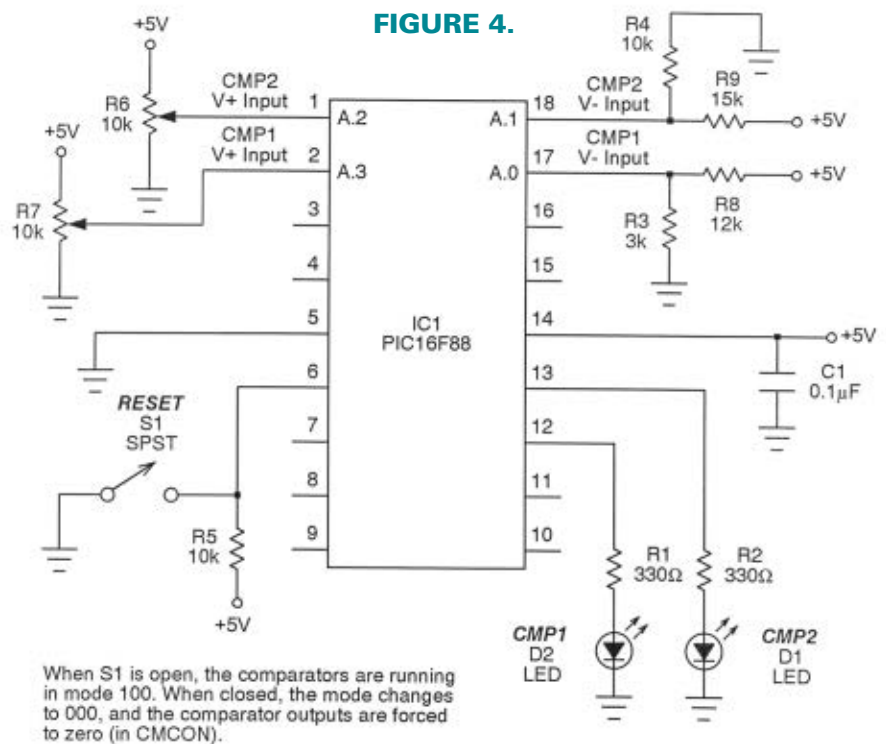 FIGURE 4.
+5V
R6
10k
CMP2
V+ Input
1
A.2
+5V
R7
10k
CMP1
V+ Input
2
A.3
3
4
5
6
7
8
9
RESET
S1
SPST
R5
10k
+5V
IC1
PIC16F88
R4
10k
CMP2
V- Input
18
A.1
R9
15k
+5V
CMP1
V- Input
17
A.0
R8
12k
+5V
R3
3k
16
15
14
+5V
C1
0.1µF
13
12
11
10
R1
330Ω
R2
330Ω
CMP1
D2
LED
CMP2
D1
LED
When S1 is open, the comparators are running
in mode 100. When closed, the mode changes
to 000, and the comparator outputs are forced
to zero (in CMCON).